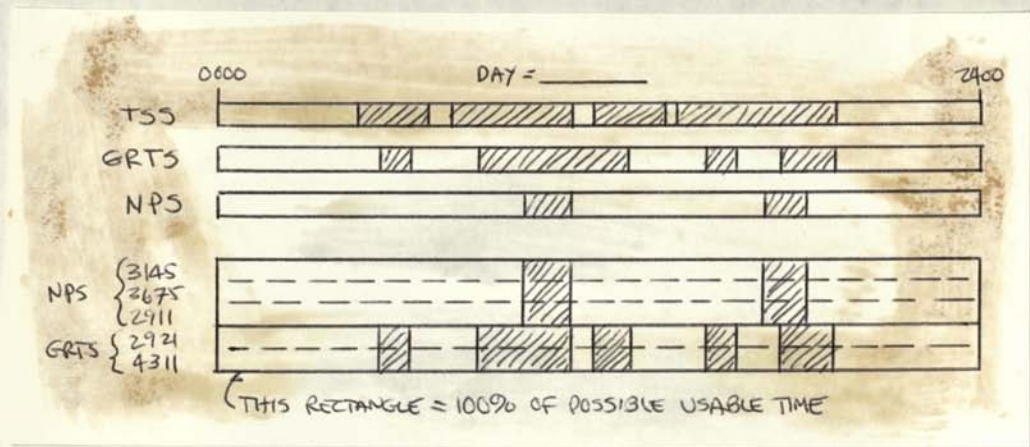 0000 DAY = ________ 2400
TSS
GRTS
NPS
NPS { 3145
2675
2911
GRTS { 2921
4311
THIS RECTANGLE = 100% OF POSSIBLE USABLE TIME